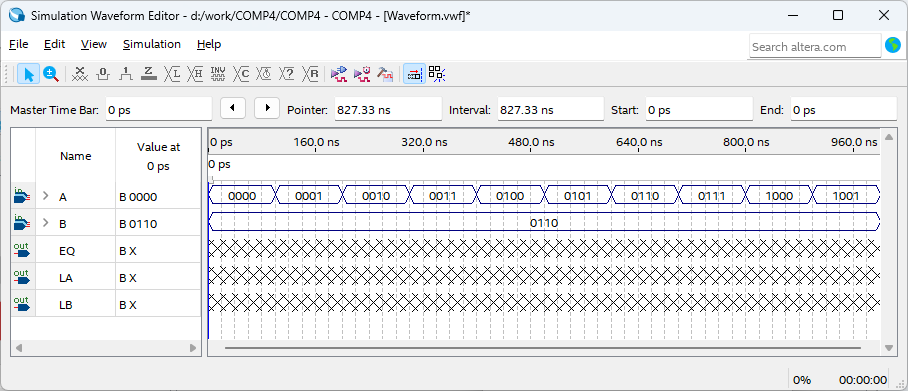 Simulation Waveform Editor - d:/work/COMP4/COMP4 - COMP4 - [Waveform.vwf]*
File Edit View Simulation Help
Search altera.com
Master Time Bar: 0 ps Pointer: 827.33 ns Interval: 827.33 ns Start: 0 ps End: 0 ps
Name Value at 0 ps
0 ps 160.0 ns 320.0 ns 480.0 ns 640.0 ns 800.0 ns 960.0 ns
0 ps
in A B 0000 0000 0001 0010 0011 0100 0101 0110 0111 1000 1001
in B B 0110 0110
out EQ B X
out LA B X
out LB B X
0% 00:00:00